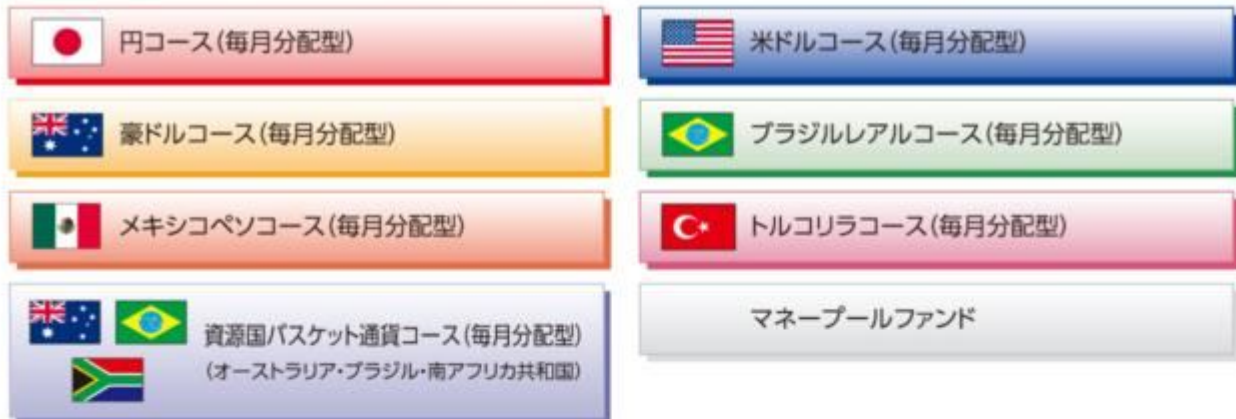 円コース(毎月分配型)
米ドルコース(毎月分配型)
豪ドルコース(毎月分配型)
ブラジルレアルコース(毎月分配型)
メキシコペソコース(毎月分配型)
トルコリラコース(毎月分配型)
資源国バスケット通貨コース(毎月分配型)
(オーストラリア・ブラジル・南アフリカ共和国)
マネープールファンド